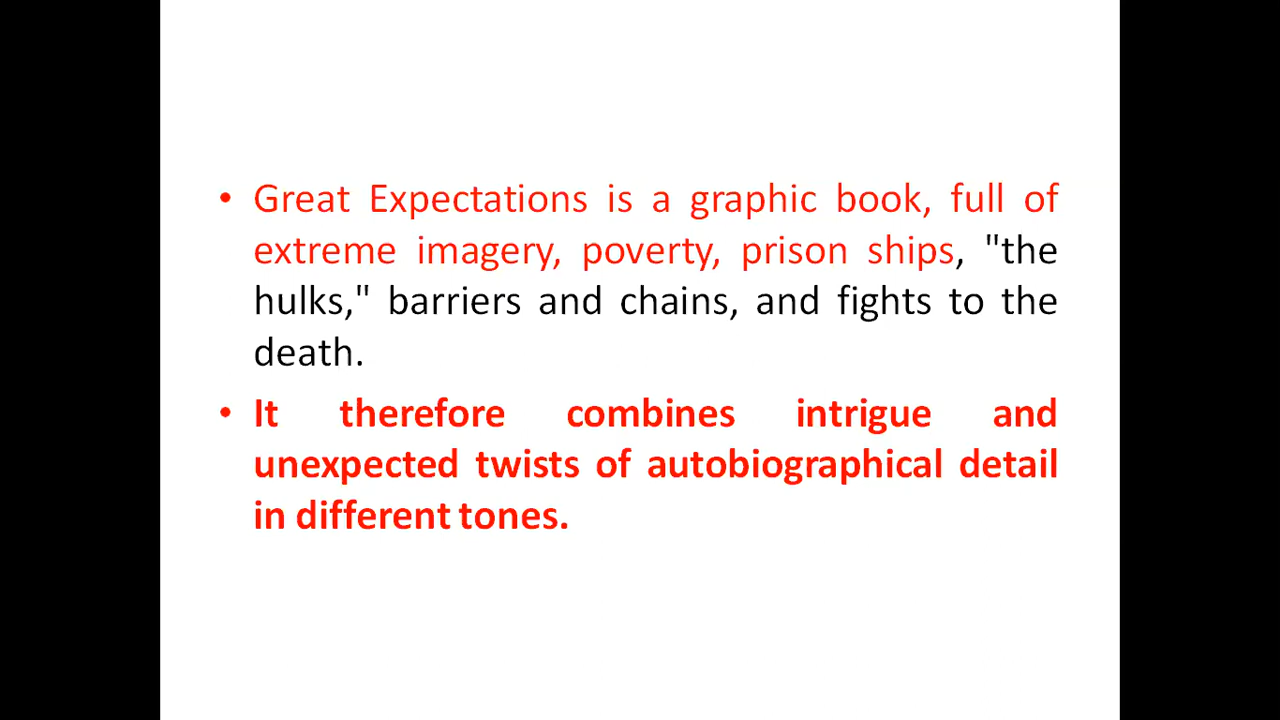 • Great Expectations is a graphic book, full of
extreme imagery, poverty, prison ships, "the
hulks," barriers and chains, and fights to the
death.
• It therefore combines intrigue and
unexpected twists of autobiographical detail
in different tones.